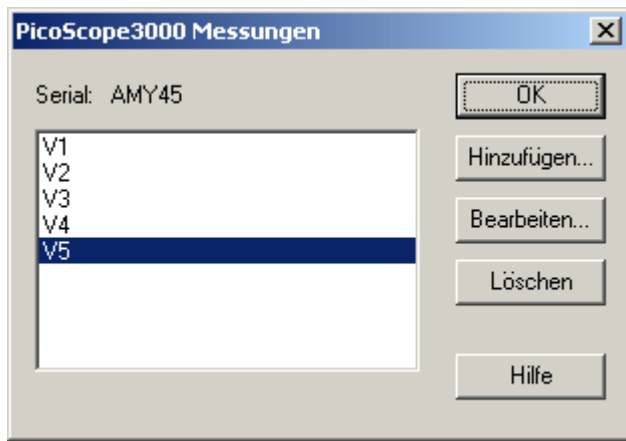 PicoScope3000 Messungen
Serial: AMY45
OK
V1
V2
V3
V4
V5
Hinzufügen...
Bearbeiten...
Löschen
Hilfe